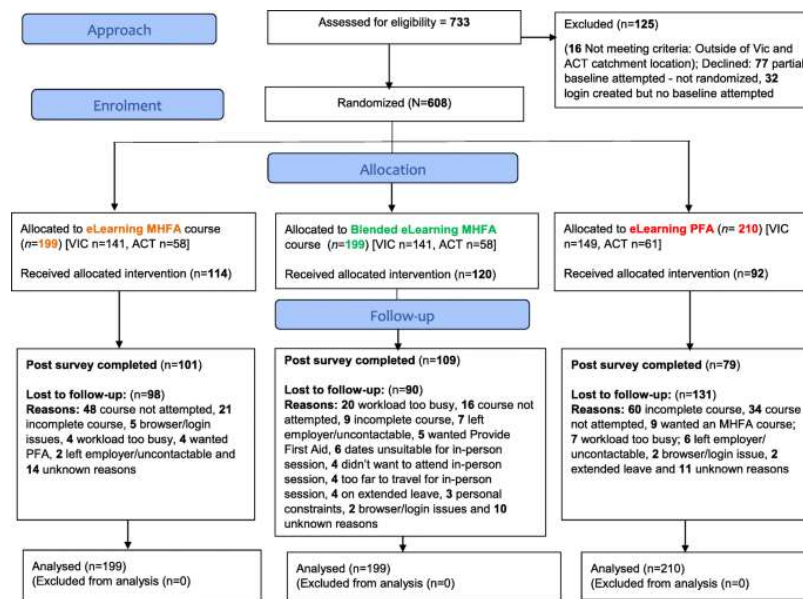 Approach
Assessed for eligibility = 733
Excluded (n=125)
(16 Not meeting criteria: Outside of Vic and
ACT catchment location); Declined: 77 partial
baseline attempted - not randomized, 32
login created but no baseline attempted
Enrolment
Randomized (N=608)
Allocation
Allocated to eLearning MHFA course
(n=199) [VIC n=141, ACT n=58]
Received allocated intervention (n=114)
Allocated to Blended eLearning MHFA
course (n=199) [VIC n=141, ACT n=58]
Received allocated intervention (n=120)
Allocated to eLearning PFA (n= 210) [VIC
n=149, ACT n=61]
Received allocated intervention (n=92)
Follow-up
Post survey completed (n=101)
Lost to follow-up: (n=98)
Reasons: 48 course not attempted, 21
incomplete course, 5 browser/login
issues, 4 workload too busy, 4 wanted
PFA, 2 left employer/uncontactable and
14 unknown reasons
Post survey completed (n=109)
Lost to follow-up: (n=90)
Reasons: 20 workload too busy, 16 course not
attempted, 9 incomplete course, 7 left
employer/uncontactable, 5 wanted Provide
First Aid, 6 dates unsuitable for in-person
session, 4 didn't want to attend in-person
session, 4 too far to travel for in-person
session, 4 on extended leave, 3 personal
constraints, 2 browser/login issues and 10
unknown reasons
Post survey completed (n=79)
Lost to follow-up: (n=131)
Reasons: 60 incomplete course, 34 course
not attempted, 9 wanted an MHFA course;
7 workload too busy; 6 left employer/
uncontactable, 2 browser/login issue, 2
extended leave and 11 unknown reasons
Analysed (n=199)
(Excluded from analysis (n=0)
Analysed (n=199)
(Excluded from analysis (n=0)
Analysed (n=210)
(Excluded from analysis (n=0)